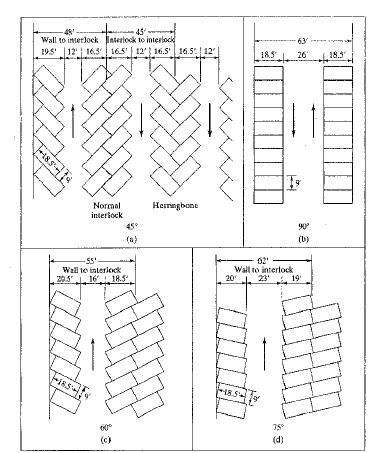 48' 45'
Wall to interlock Interlock to interlock
19.5' 12' 16.5' 16.5' 12' 16.5' 16.5' 12'
18.5' 9'
Normal interlock
Herringbone
45°
(a)
63'
18.5' 26' 18.5'
9'
90°
(b)
55'
Wall to interlock
20.5' 16' 18.5'
18.5' 9'
60°
(c)
62'
Wall to interlock
20' 23' 19'
18.5' 9'
75°
(d)